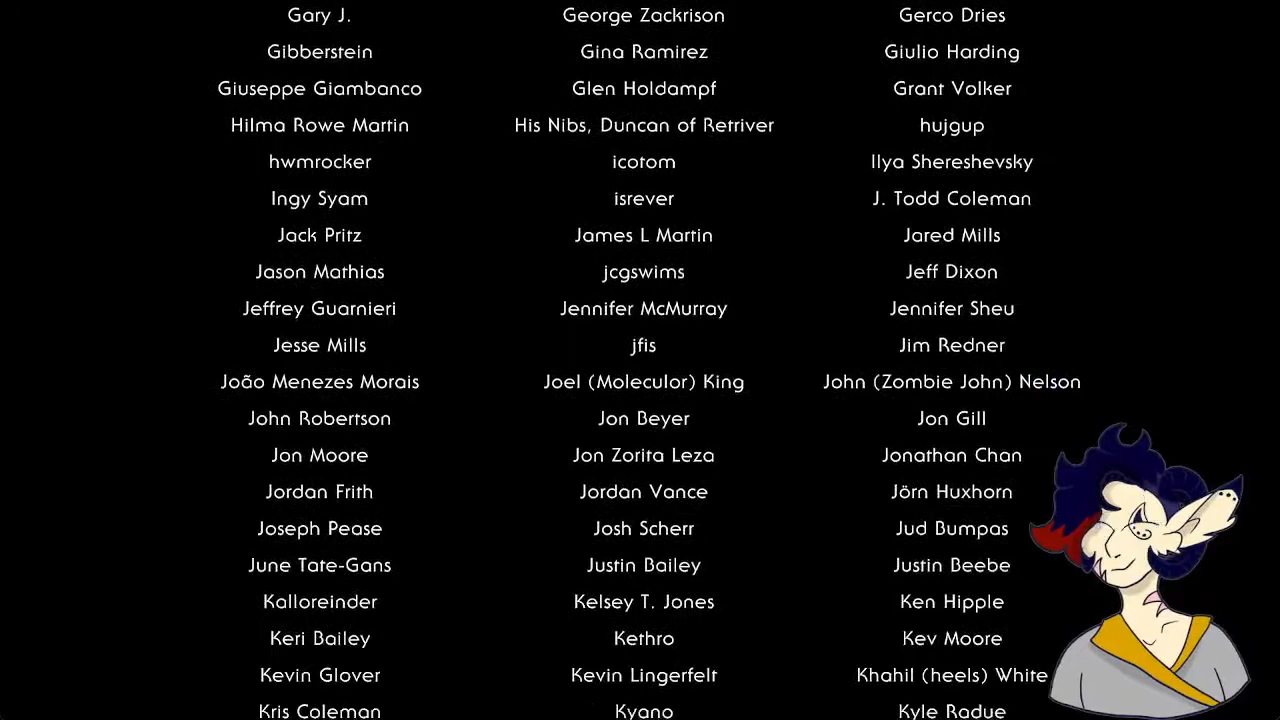 Gary J. George Zackrison Gerco Dries
Gibberstein Gina Ramirez Giulio Harding
Giuseppe Giambanco Glen Holdampf Grant Volker
Hilma Rowe Martin His Nibs, Duncan of Retriver hujgup
hwmrocker icotom Ilya Shereshevsky
Ingy Syam isrever J. Todd Coleman
Jack Pritz James L Martin Jared Mills
Jason Mathias jcgswims Jeff Dixon
Jeffrey Guarnieri Jennifer McMurray Jennifer Sheu
Jesse Mills jfis Jim Redner
João Menezes Morais Joel (Moleculor) King John (Zombie John) Nelson
John Robertson Jon Beyer Jon Gill
Jon Moore Jon Zorita Leza Jonathan Chan
Jordan Frith Jordan Vance Jörn Huxhorn
Joseph Pease Josh Scherr Jud Bumpas
June Tate-Gans Justin Bailey Justin Beebe
Kalloreinder Kelsey T. Jones Ken Hipple
Keri Bailey Kethro Kev Moore
Kevin Glover Kevin Lingerfelt Khahil (heels) White
Kris Coleman Kyano Kyle Radue